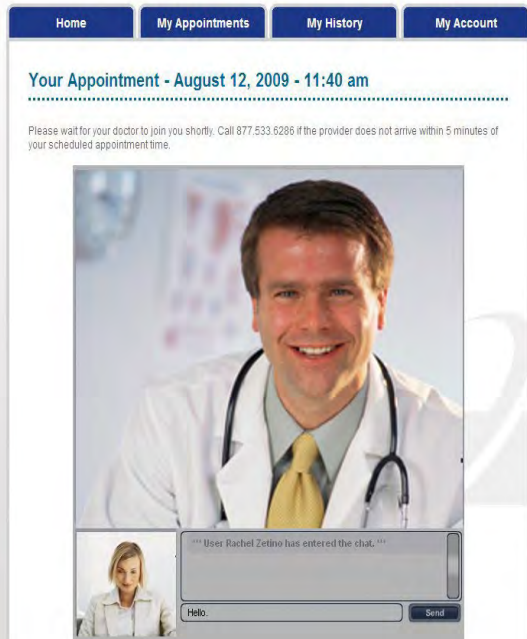 Home
My Appointments
My History
My Account
Your Appointment - August 12, 2009 - 11:40 am
Please wait for your doctor to join you shortly. Call 877.533.6286 if the provider does not arrive within 5 minutes of
your scheduled appointment time.
*** User Rachel Zetino has entered the chat. ***
Hello.
Send